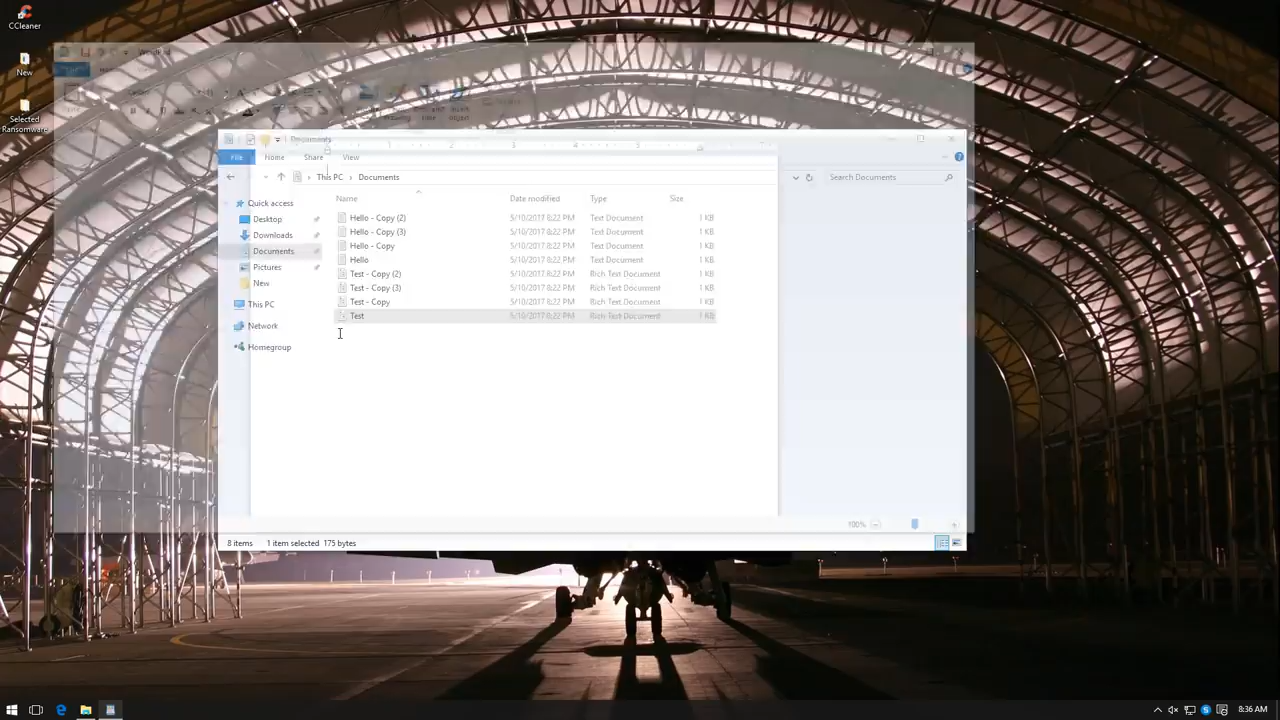 CCleaner
New
Selected
Ransomware
WordPad
Documents
File Home Share View
This PC > Documents
Search Documents
Name Date modified Type Size
Quick access
Desktop
Downloads
Documents
Pictures
New
This PC
Network
Homegroup
Hello - Copy (2) 5/10/2017 8:22 PM Text Document 1 KB
Hello - Copy (3) 5/10/2017 8:22 PM Text Document 1 KB
Hello - Copy 5/10/2017 8:22 PM Text Document 1 KB
Hello 5/10/2017 8:22 PM Text Document 1 KB
Test - Copy (2) 5/10/2017 8:22 PM Rich Text Document 1 KB
Test - Copy (3) 5/10/2017 8:22 PM Rich Text Document 1 KB
Test - Copy 5/10/2017 8:22 PM Rich Text Document 1 KB
Test 5/10/2017 8:22 PM Rich Text Document 1 KB
100%
8 items 1 item selected 175 bytes
8:36 AM